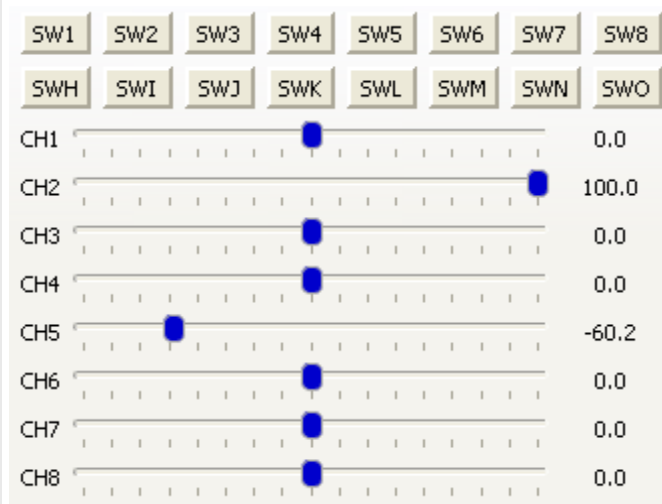 SW1 SW2 SW3 SW4 SW5 SW6 SW7 SW8
SWH SWI SWJ SWK SWL SWM SWN SWO
CH1 0.0
CH2 100.0
CH3 0.0
CH4 0.0
CH5 -60.2
CH6 0.0
CH7 0.0
CH8 0.0